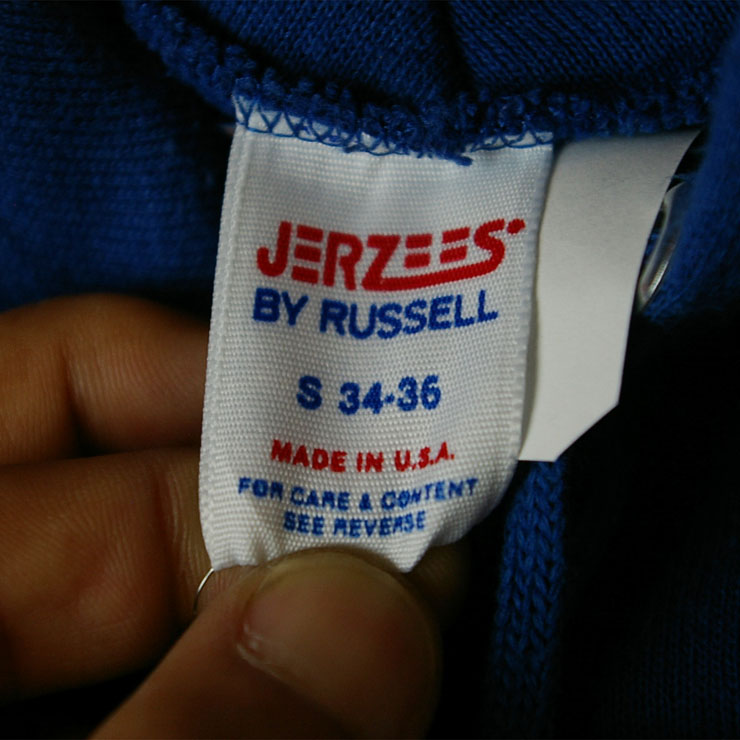 JERZEES
BY RUSSELL
S 34-36
MADE IN U.S.A.
FOR CARE & CONTENT
SEE REVERSE